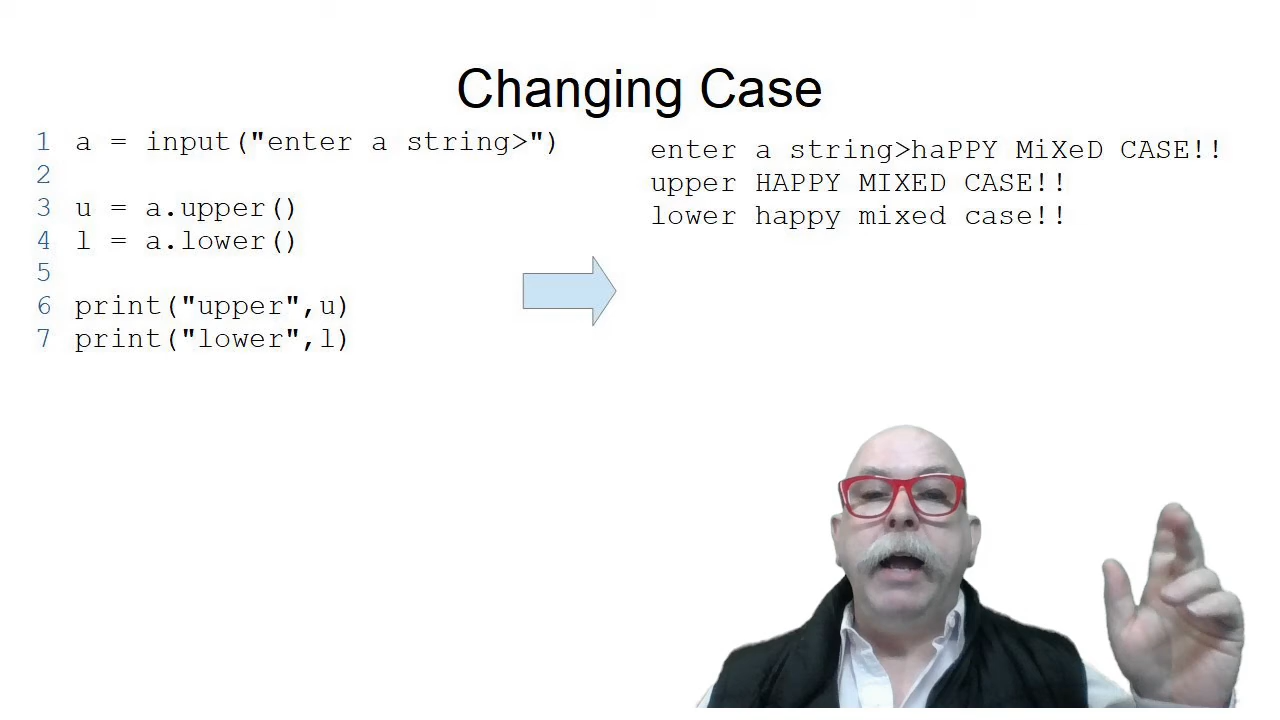 Changing Case
1 a = input("enter a string>")
2
3 u = a.upper()
4 l = a.lower()
5
6 print("upper",u)
7 print("lower",l)
enter a string>haPPY MiXeD CASE!!
upper HAPPY MIXED CASE!!
lower happy mixed case!!